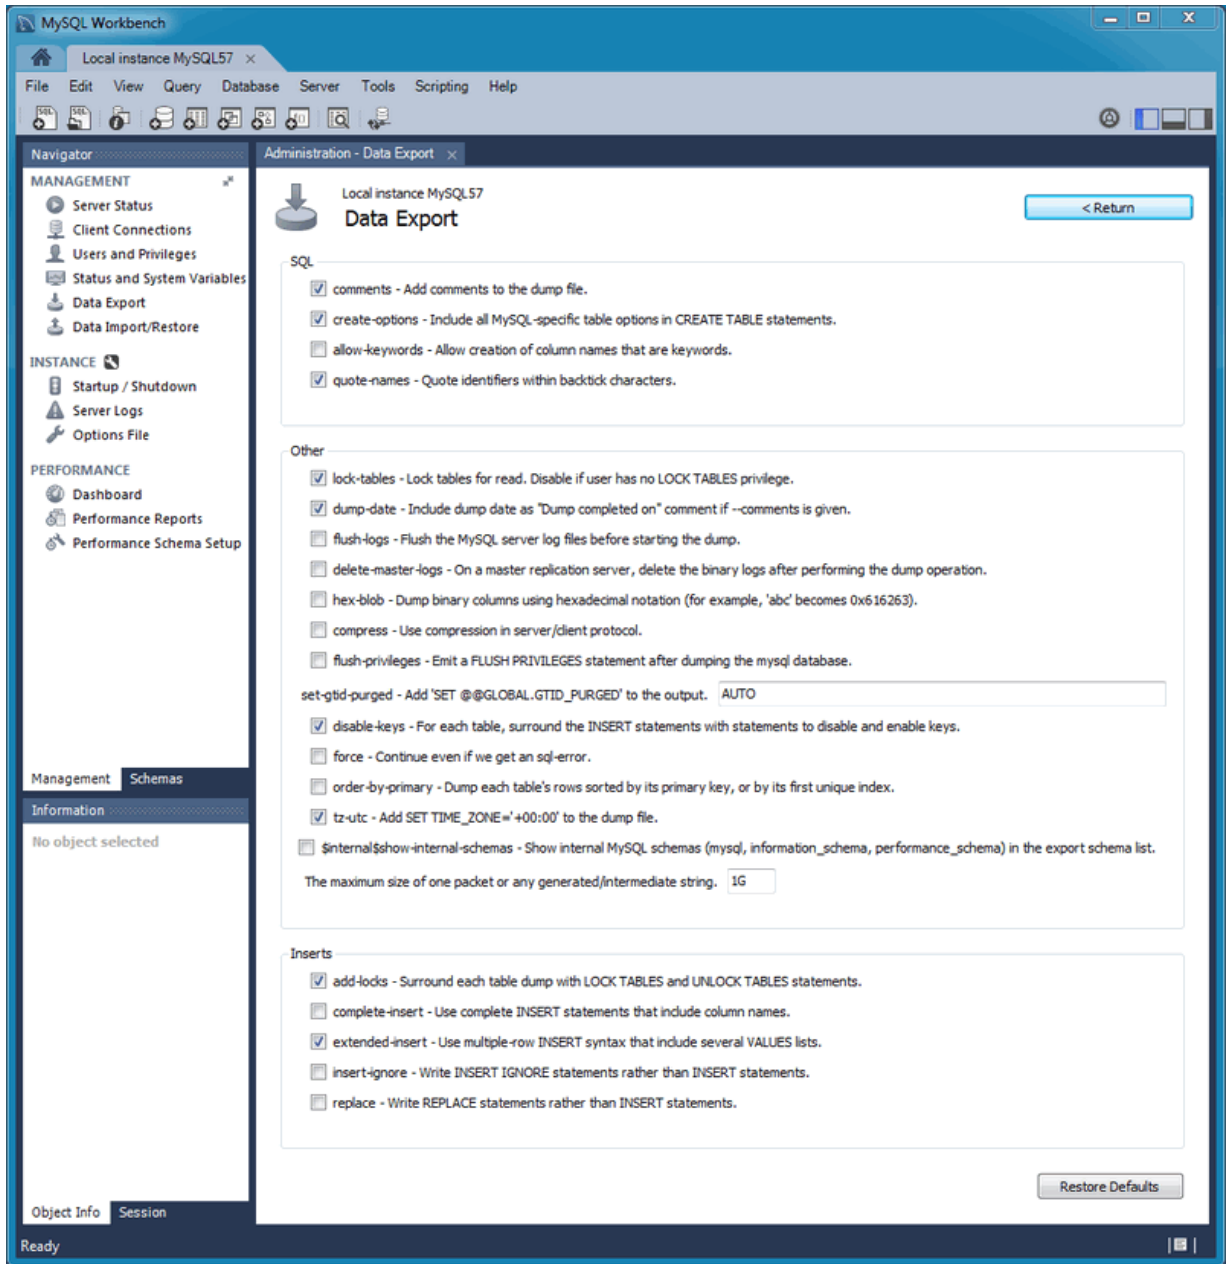 MySQL Workbench
Local instance MySQL57
File Edit View Query Database Server Tools Scripting Help
Navigator
MANAGEMENT
Server Status
Client Connections
Users and Privileges
Status and System Variables
Data Export
Data Import/Restore
INSTANCE
Startup / Shutdown
Server Logs
Options File
PERFORMANCE
Dashboard
Performance Reports
Performance Schema Setup
Management Schemas
Information
No object selected
Object Info Session
Administration - Data Export
Local instance MySQL57
Data Export
< Return
SQL
comments - Add comments to the dump file.
create-options - Include all MySQL-specific table options in CREATE TABLE statements.
allow-keywords - Allow creation of column names that are keywords.
quote-names - Quote identifiers within backtick characters.
Other
lock-tables - Lock tables for read. Disable if user has no LOCK TABLES privilege.
dump-date - Include dump date as "Dump completed on" comment if --comments is given.
flush-logs - Flush the MySQL server log files before starting the dump.
delete-master-logs - On a master replication server, delete the binary logs after performing the dump operation.
hex-blob - Dump binary columns using hexadecimal notation (for example, 'abc' becomes 0x616263).
compress - Use compression in server/client protocol.
flush-privileges - Emit a FLUSH PRIVILEGES statement after dumping the mysql database.
set-gtid-purged - Add 'SET @@GLOBAL.GTID_PURGED' to the output. AUTO
disable-keys - For each table, surround the INSERT statements with statements to disable and enable keys.
force - Continue even if we get an sql-error.
order-by-primary - Dump each table's rows sorted by its primary key, or by its first unique index.
tz-utc - Add SET TIME_ZONE='+00:00' to the dump file.
$internal$show-internal-schemas - Show internal MySQL schemas (mysql, information_schema, performance_schema) in the export schema list.
The maximum size of one packet or any generated/intermediate string. 1G
Inserts
add-locks - Surround each table dump with LOCK TABLES and UNLOCK TABLES statements.
complete-insert - Use complete INSERT statements that include column names.
extended-insert - Use multiple-row INSERT syntax that include several VALUES lists.
insert-ignore - Write INSERT IGNORE statements rather than INSERT statements.
replace - Write REPLACE statements rather than INSERT statements.
Restore Defaults
Ready